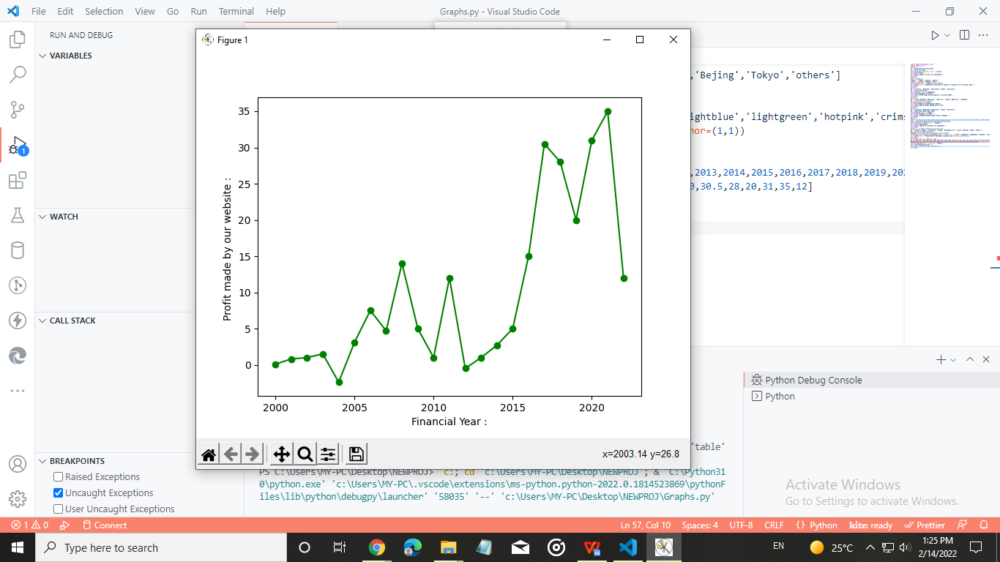 File Edit Selection View Go Run Terminal Help
Graphs.py - Visual Studio Code
RUN AND DEBUG
VARIABLES
WATCH
CALL STACK
BREAKPOINTS
Raised Exceptions
Uncaught Exceptions
User Uncaught Exceptions
1
Figure 1
35
30
25
20
15
10
5
0
Profit made by our website :
2000 2005 2010 2015 2020
Financial Year :
x=2003.14 y=26.8
,'Bejing','Tokyo','others']
ightblue','lightgreen','hotpink','crims
hor=(1,1))
,2013,2014,2015,2016,2017,2018,2019,202
0,30.5,28,20,31,35,12]
Python Debug Console
Python
'table'
PS C:\Users\MY-PC\Desktop\NEWPROJ> c:; cd 'c:\Users\MY-PC\Desktop\NEWPROJ'; & 'C:\Python31
0\python.exe' 'c:\Users\MY-PC\.vscode\extensions\ms-python.python-2022.0.1814523869\pythonF
iles\lib\python\debugpy\launcher' '58035' '--' 'c:\Users\MY-PC\Desktop\NEWPROJ\Graphs.py'
Activate Windows
Go to Settings to activate Windows.
1 0 Connect
Ln 57, Col 10 Spaces: 4 UTF-8 CRLF Python kite: ready Prettier
Type here to search
EN
25°C
1:25 PM
2/14/2022